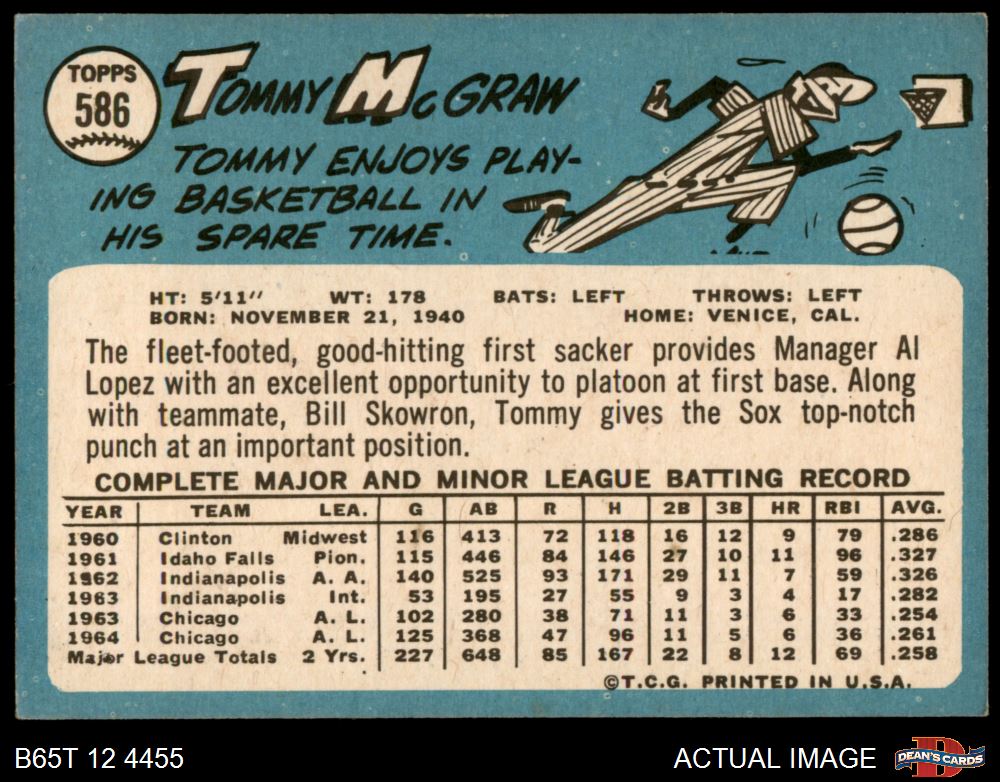 TOPPS
586
TOMMY McGRAW
TOMMY ENJOYS PLAY-
ING BASKETBALL IN
HIS SPARE TIME.
HT: 5'11" WT: 178 BATS: LEFT THROWS: LEFT
BORN: NOVEMBER 21, 1940 HOME: VENICE, CAL.
The fleet-footed, good-hitting first sacker provides Manager Al
Lopez with an excellent opportunity to platoon at first base. Along
with teammate, Bill Skowron, Tommy gives the Sox top-notch
punch at an important position.
COMPLETE MAJOR AND MINOR LEAGUE BATTING RECORD
YEAR TEAM LEA. G AB R H 2B 3B HR RBI AVG.
1960 Clinton Midwest 116 413 72 118 16 12 9 79 .286
1961 Idaho Falls Pion. 115 446 84 146 27 10 11 96 .327
1962 Indianapolis A. A. 140 525 93 171 29 11 7 59 .326
1963 Indianapolis Int. 53 195 27 55 9 3 4 17 .282
1963 Chicago A. L. 102 280 38 71 11 3 6 33 .254
1964 Chicago A. L. 125 368 47 96 11 5 6 36 .261
Major League Totals 2 Yrs. 227 648 85 167 22 8 12 69 .258
©T.C.G. PRINTED IN U.S.A.
B65T 12 4455 ACTUAL IMAGE
D
DEAN'S CARDS